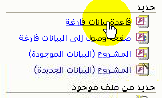 جديد
قاعدة بيانات فارغة
صفحة وصول إلى البيانات فارغة
المشروع (البيانات الموجودة)
المشروع (البيانات الجديدة)
جديد من ملف موجود